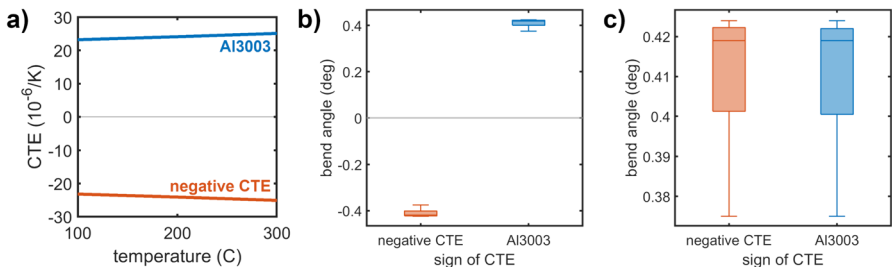 a)
30
20
10
0
-10
-20
-30
CTE (10^-6/K)
Al3003
negative CTE
100
200
300
temperature (C)
b)
0.4
0.2
0
-0.2
-0.4
bend angle (deg)
negative CTE
Al3003
sign of CTE
c)
0.42
0.41
0.4
0.39
0.38
bend angle (deg)
negative CTE
Al3003
sign of CTE